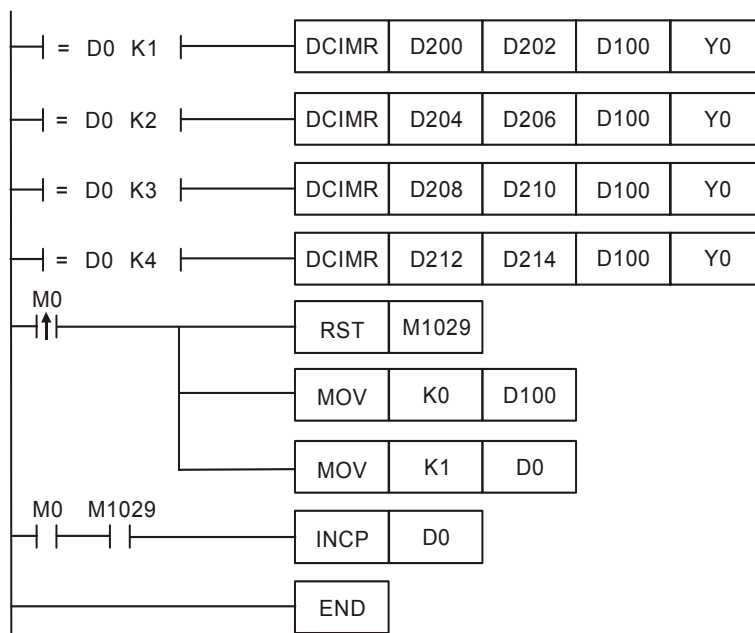 = D0 K1 DCIMR D200 D202 D100 Y0
= D0 K2 DCIMR D204 D206 D100 Y0
= D0 K3 DCIMR D208 D210 D100 Y0
= D0 K4 DCIMR D212 D214 D100 Y0
M0
RST M1029
MOV K0 D100
MOV K1 D0
M0 M1029
INCP D0
END